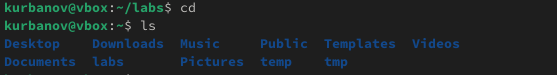 kurbanov@vbox:~/labs$ cd
kurbanov@vbox:~$ ls
Desktop    Downloads  Music     Public  Templates  Videos
Documents  labs       Pictures  temp    tmp